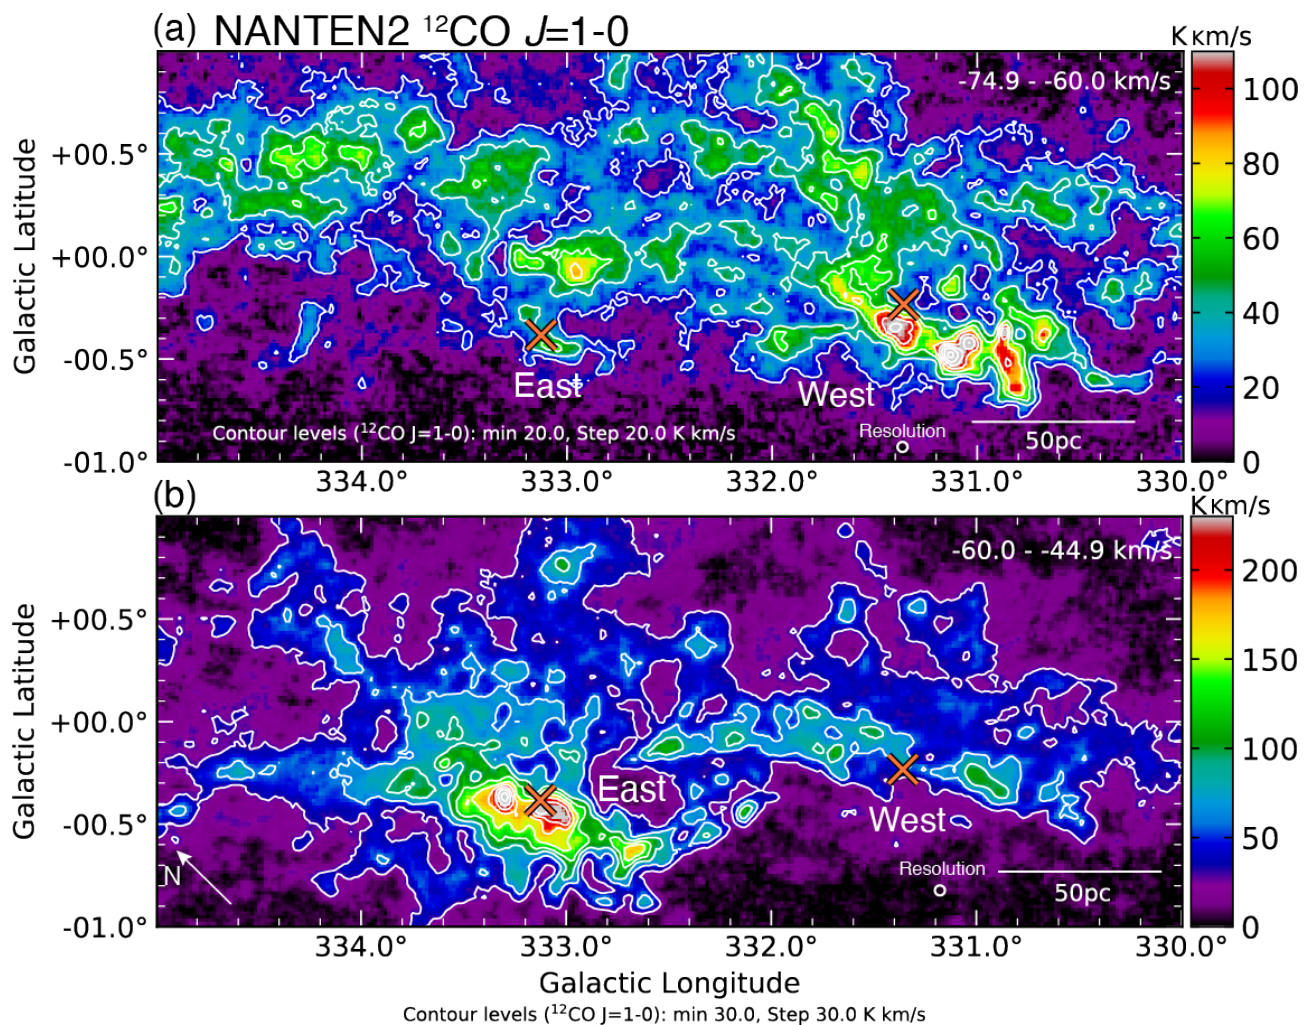 (a) NANTEN2 ¹²CO J=1-0
K km/s
-74.9 - -60.0 km/s
100
80
60
40
20
0
Galactic Latitude
+00.5°
+00.0°
-00.5°
-01.0°
East
West
Contour levels (¹²CO J=1-0): min 20.0, Step 20.0 K km/s
Resolution
50pc
334.0° 333.0° 332.0° 331.0° 330.0°
(b)
K km/s
-60.0 - -44.9 km/s
200
150
100
50
0
Galactic Latitude
+00.5°
+00.0°
-00.5°
-01.0°
East
West
N
Resolution
50pc
334.0° 333.0° 332.0° 331.0° 330.0°
Galactic Longitude
Contour levels (¹²CO J=1-0): min 30.0, Step 30.0 K km/s